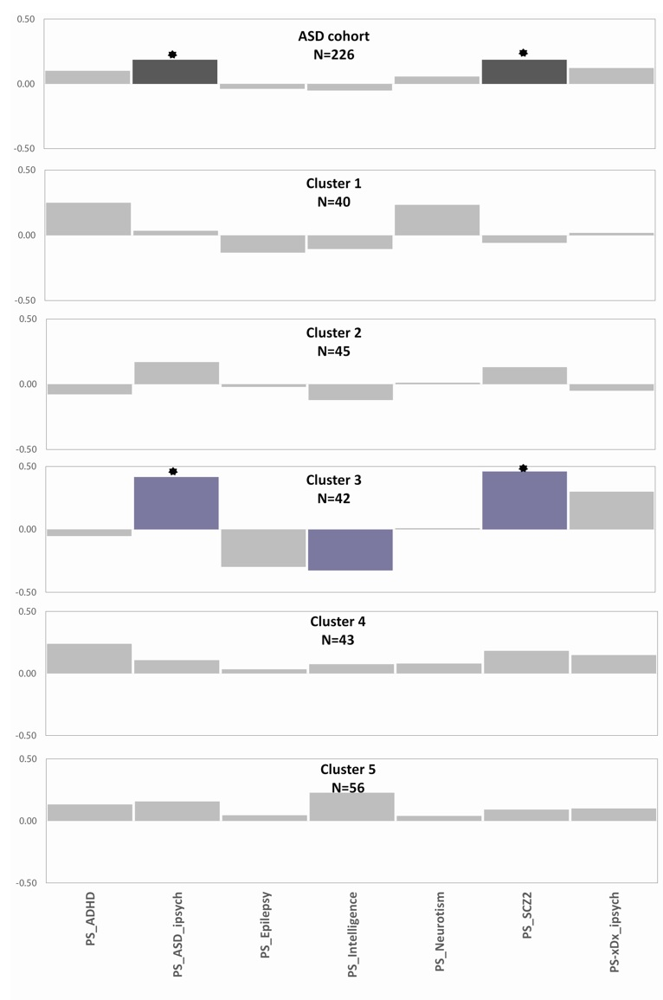 0.50
ASD cohort
N=226
0.00
-0.50
0.50
Cluster 1
N=40
0.00
-0.50
0.50
Cluster 2
N=45
0.00
-0.50
0.50
Cluster 3
N=42
0.00
-0.50
0.50
Cluster 4
N=43
0.00
-0.50
0.50
Cluster 5
N=56
0.00
-0.50
PS_ADHD
PS_ASD_ipsych
PS_Epilepsy
PS_Intelligence
PS_Neurotism
PS_SCZ2
PS-xDx_ipsych